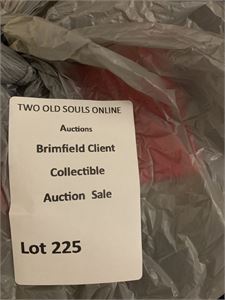 TWO OLD SOULS ONLINE
Auctions
Brimfield Client
Collectible
Auction Sale
Lot 225